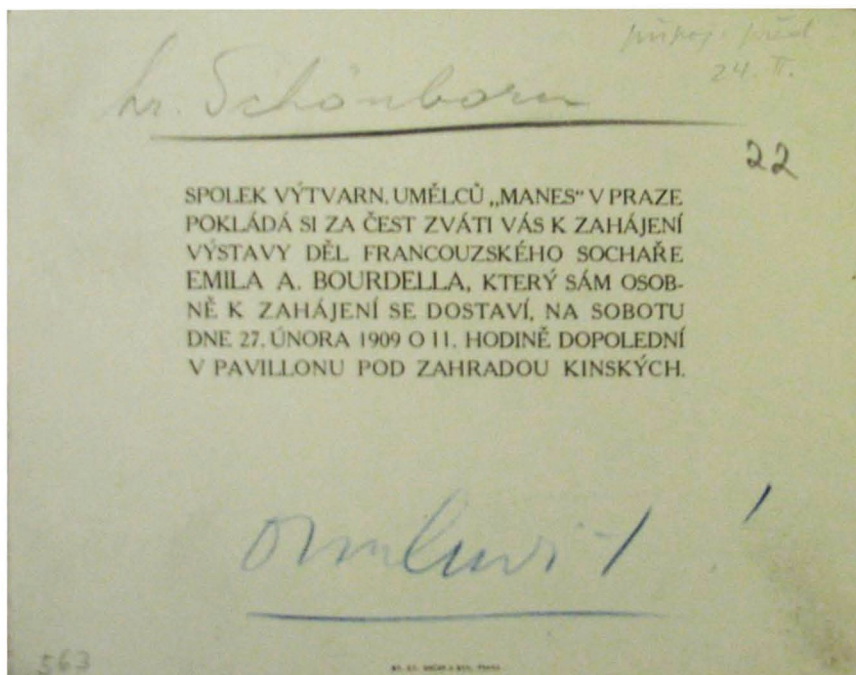 před
24. II.
hr. Schönborn
22
SPOLEK VÝTVARN. UMĚLCŮ „MANES“ V PRAZE
POKLÁDÁ SI ZA ČEST ZVÁTI VÁS K ZAHÁJENÍ
VÝSTAVY DĚL FRANCOUZSKÉHO SOCHAŘE
EMILA A. BOURDELLA, KTERÝ SÁM OSOB-
NĚ K ZAHÁJENÍ SE DOSTAVÍ, NA SOBOTU
DNE 27. ÚNORA 1909 O 11. HODINĚ DOPOLEDNÍ
V PAVILLONU POD ZAHRADOU KINSKÝCH.
omluvit!
563